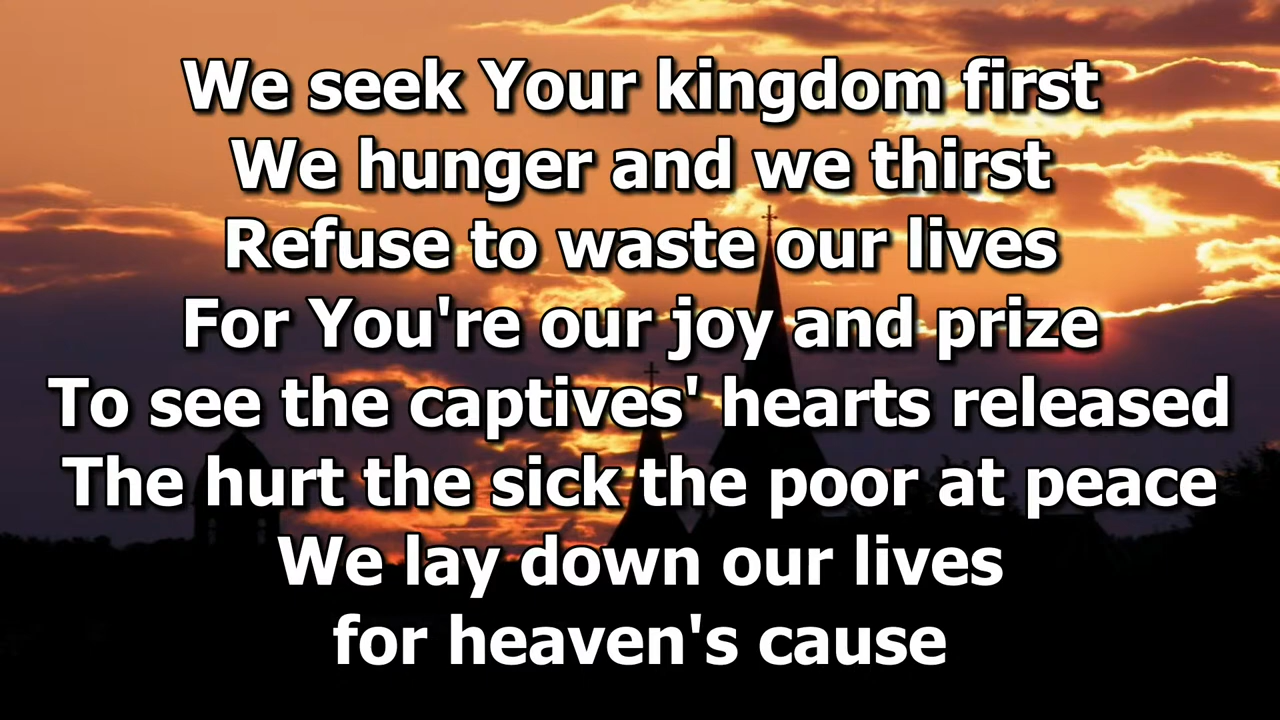 We seek Your kingdom first
We hunger and we thirst
Refuse to waste our lives
For You're our joy and prize
To see the captives' hearts released
The hurt the sick the poor at peace
We lay down our lives
for heaven's cause